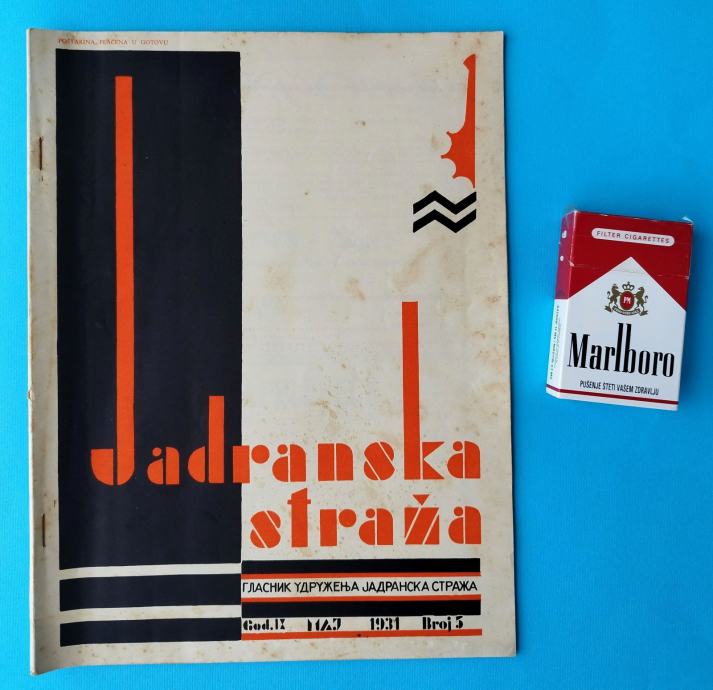 POŠTARINA PLAĆENA U GOTOVU
Jadranska
straža
ГЛАСНИК УДРУЖЕЊА ЈАДРАНСКА СТРАЖА
God. IX MAJ 1931 Broj 5
FILTER CIGARETTES
PM
Marlboro
PUŠENJE ŠTETI VAŠEM ZDRAVLJU